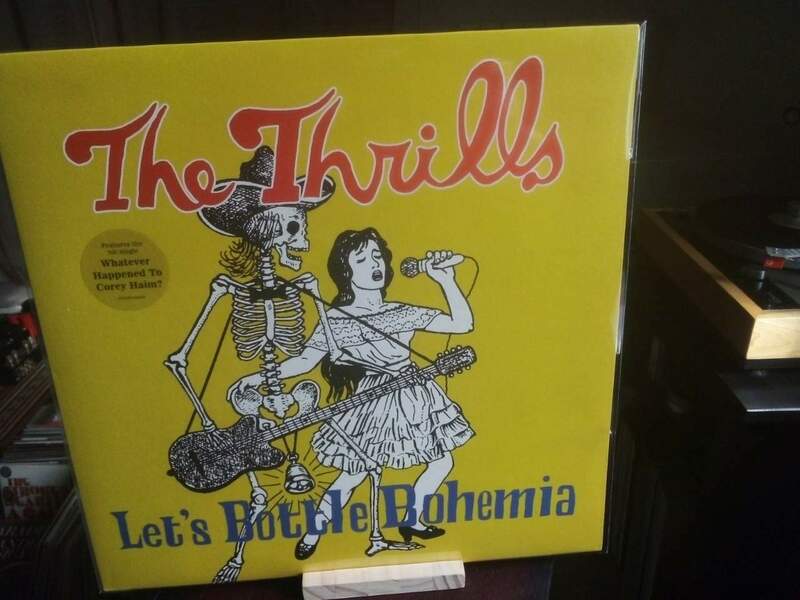 The Thrills
Features the
hit single
Whatever
Happened To
Corey Haim?
Let's Bottle Bohemia